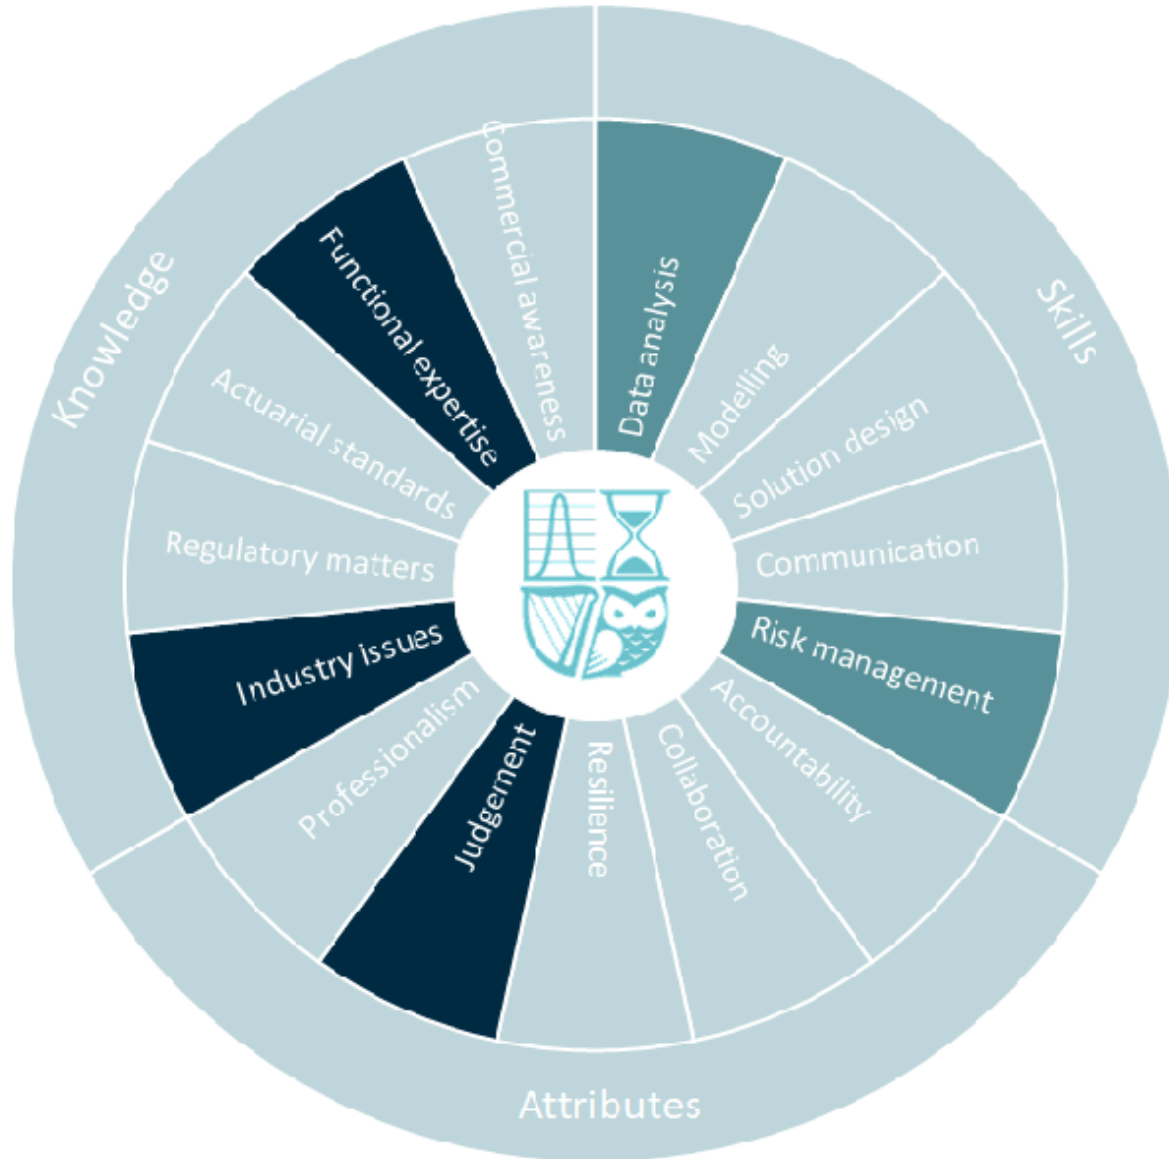 Knowledge
Skills
Attributes
Commercial awareness
Functional expertise
Actuarial standards
Regulatory matters
Industry issues
Data analysis
Modelling
Solution design
Communication
Risk management
Accountability
Collaboration
Resilience
Judgement
Professionalism